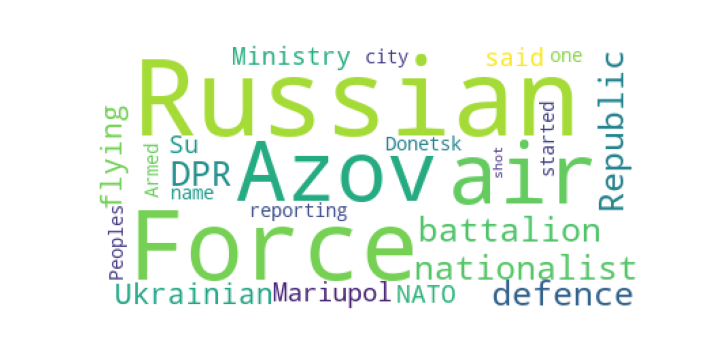 Ministry city said one
Russian
flying Armed Su DPR name Azov Donetsk air shot started Republic
Peoples reporting Force battalion
nationalist
Ukrainian Mariupol NATO defence